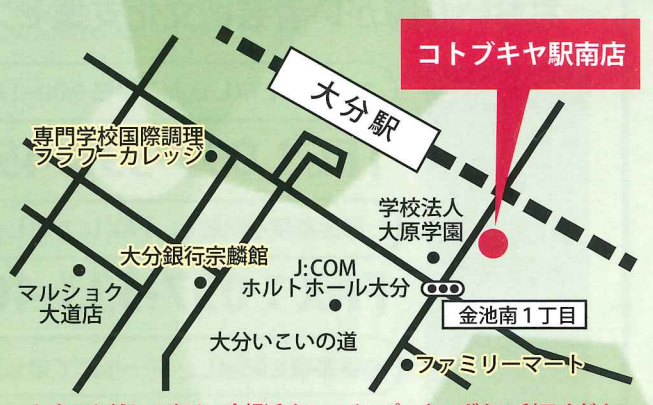 コトブキヤ駅南店
大分駅
専門学校国際調理
フラワーカレッジ
学校法人
大原学園
大分銀行宗麟館
J:COM
ホルトホール大分
マルショク
大道店
金池南1丁目
大分いこいの道
ファミリーマート